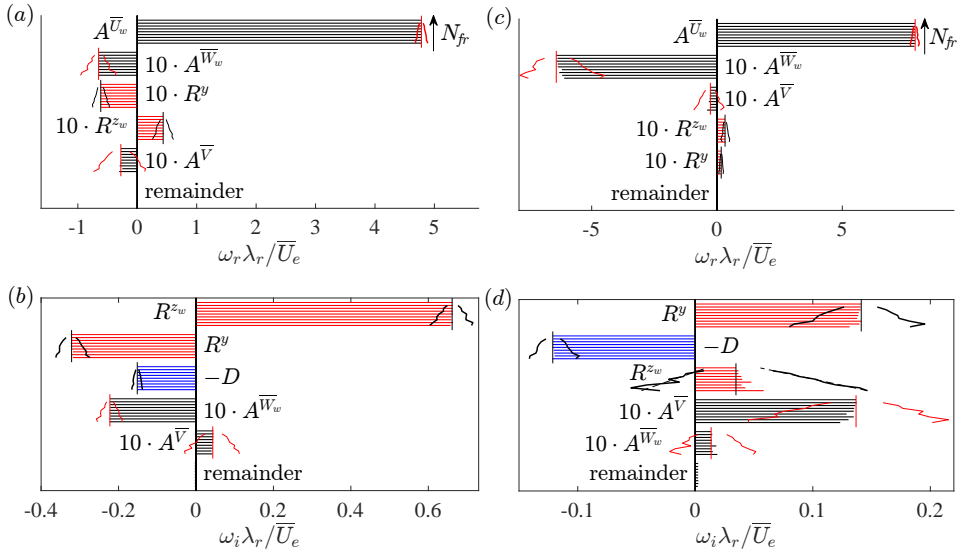 (a)
A^{\overline{U}_w}
N_{fr}
10 · A^{\overline{W}_w}
10 · R^y
10 · R^{z_w}
10 · A^{\overline{V}}
remainder
-1 0 1 2 3 4 5
ω_r λ_r / \overline{U}_e
(c)
A^{\overline{U}_w}
N_{fr}
10 · A^{\overline{W}_w}
10 · A^{\overline{V}}
10 · R^{z_w}
10 · R^y
remainder
-5 0 5
ω_r λ_r / \overline{U}_e
(b)
R^{z_w}
R^y
-D
10 · A^{\overline{W}_w}
10 · A^{\overline{V}}
remainder
-0.4 -0.2 0 0.2 0.4 0.6
ω_i λ_r / \overline{U}_e
(d)
R^y
-D
R^{z_w}
10 · A^{\overline{V}}
10 · A^{\overline{W}_w}
remainder
-0.1 0 0.1 0.2
ω_i λ_r / \overline{U}_e